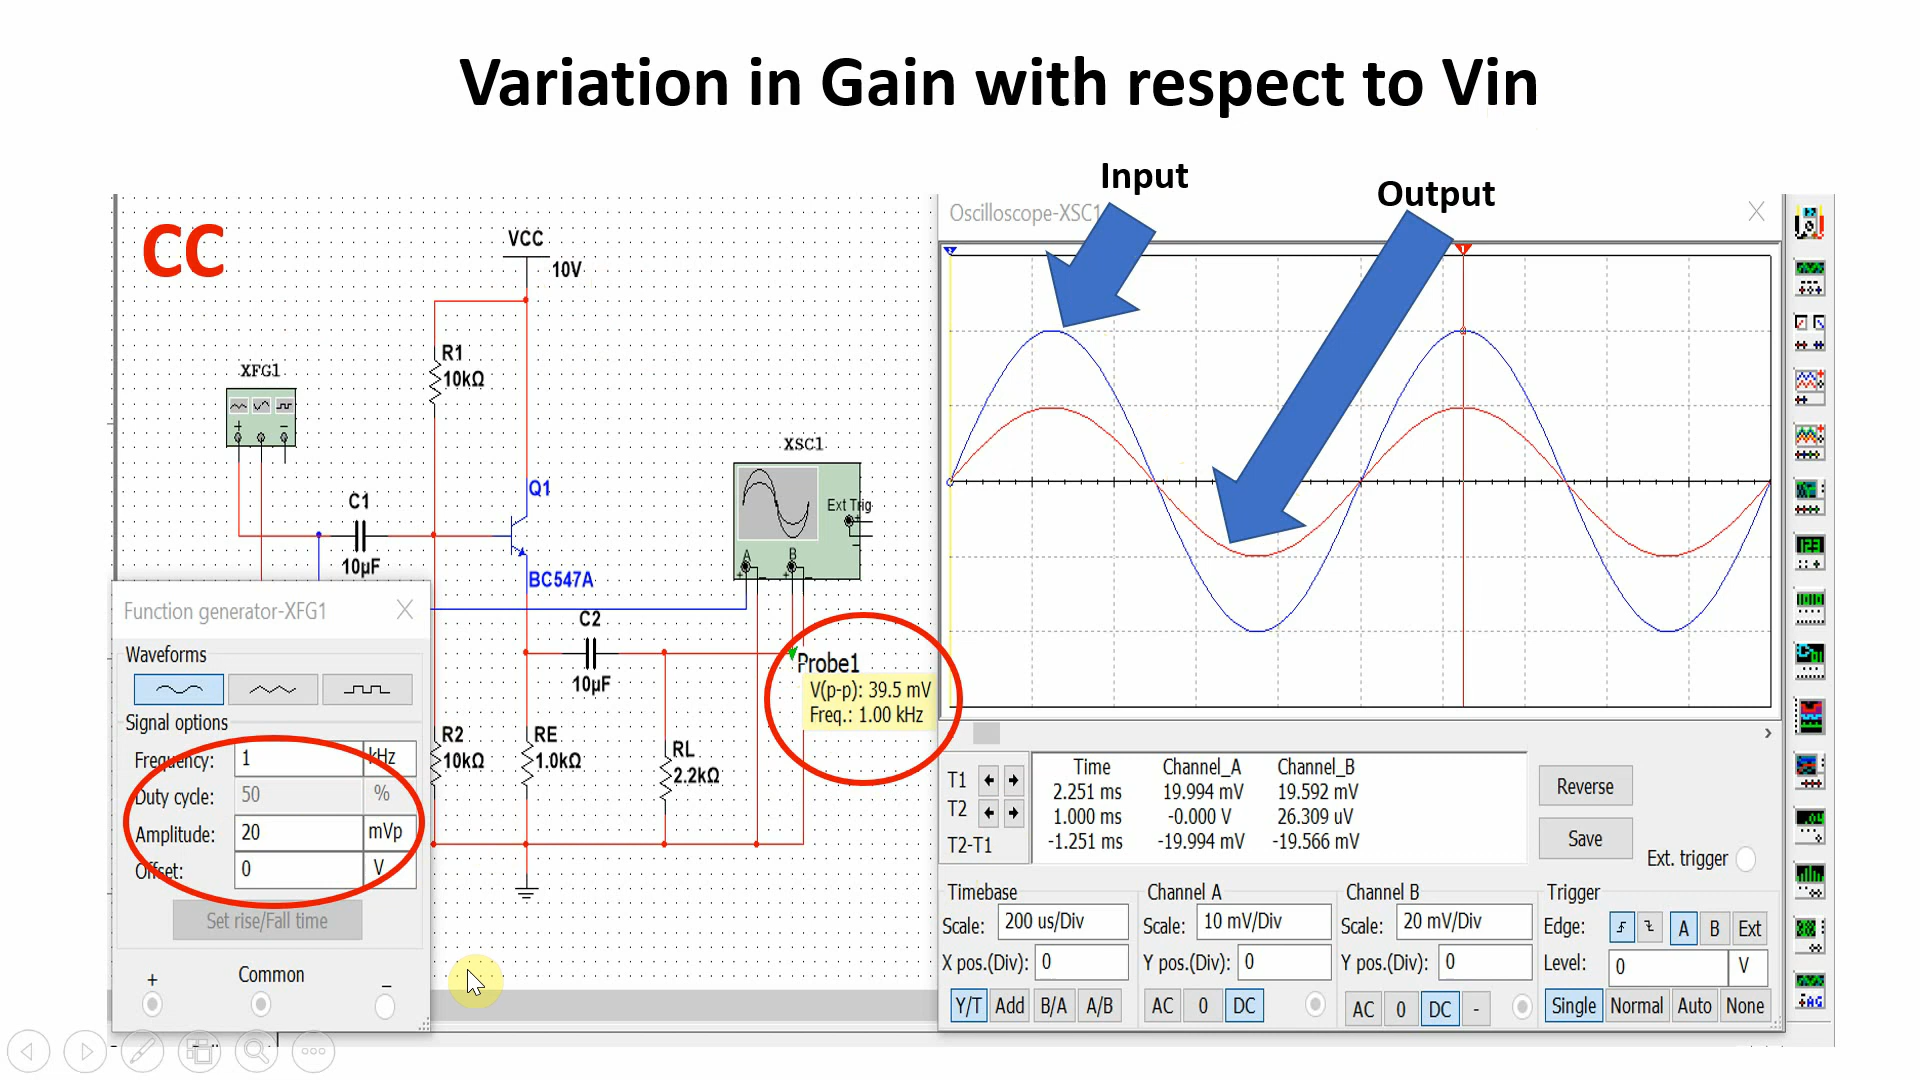 Variation in Gain with respect to Vin
Input
Output
CC
Oscilloscope-XSC1
VCC
10V
R1
10kΩ
XFG1
+
−
Q1
XSC1
Ext Trig
+
−
A
B
+
−
+
−
C1
10µF
BC547A
C2
10µF
Probe1
V(p-p): 39.5 mV
Freq.: 1.00 kHz
R2
10kΩ
RE
1.0kΩ
RL
2.2kΩ
Function generator-XFG1
Waveforms
Signal options
Frequency: 1 kHz
Duty cycle: 50 %
Amplitude: 20 mVp
Offset: 0 V
Set rise/Fall time
+
Common
−
Time Channel_A Channel_B
T1 2.251 ms 19.994 mV 19.592 mV
T2 1.000 ms -0.000 V 26.309 uV
T2-T1 -1.251 ms -19.994 mV -19.566 mV
Reverse
Save
Ext. trigger
Timebase
Scale: 200 us/Div
X pos.(Div): 0
Y/T Add B/A A/B
Channel A
Scale: 10 mV/Div
Y pos.(Div): 0
AC 0 DC
Channel B
Scale: 20 mV/Div
Y pos.(Div): 0
AC 0 DC -
Trigger
Edge: A B Ext
Level: 0 V
Single Normal Auto None